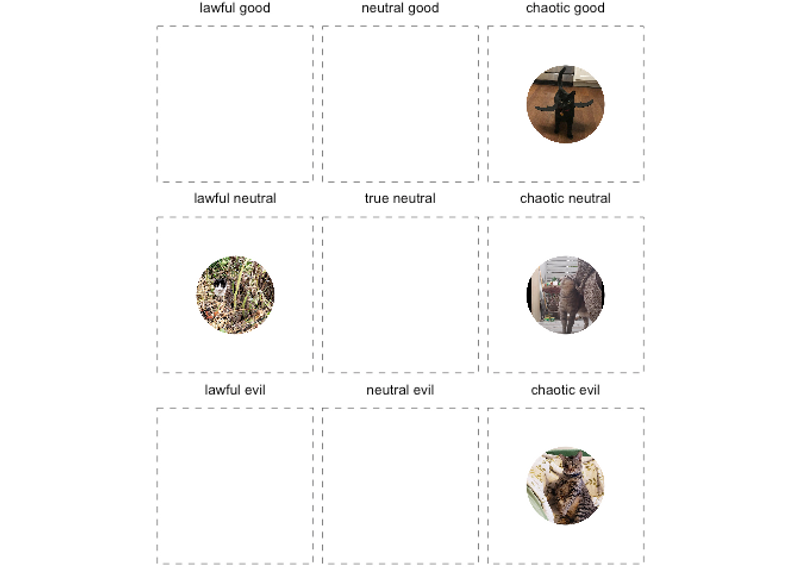 lawful good
neutral good
chaotic good
lawful neutral
true neutral
chaotic neutral
lawful evil
neutral evil
chaotic evil